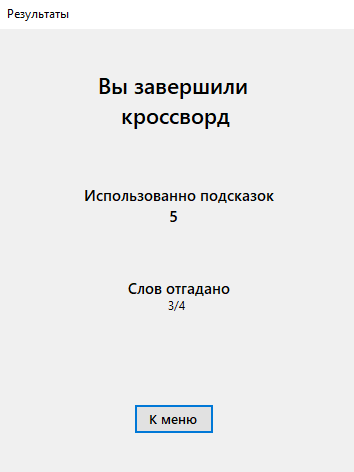 Результаты
Вы завершили
кроссворд
Использованно подсказок
5
Слов отгадано
3/4
К меню